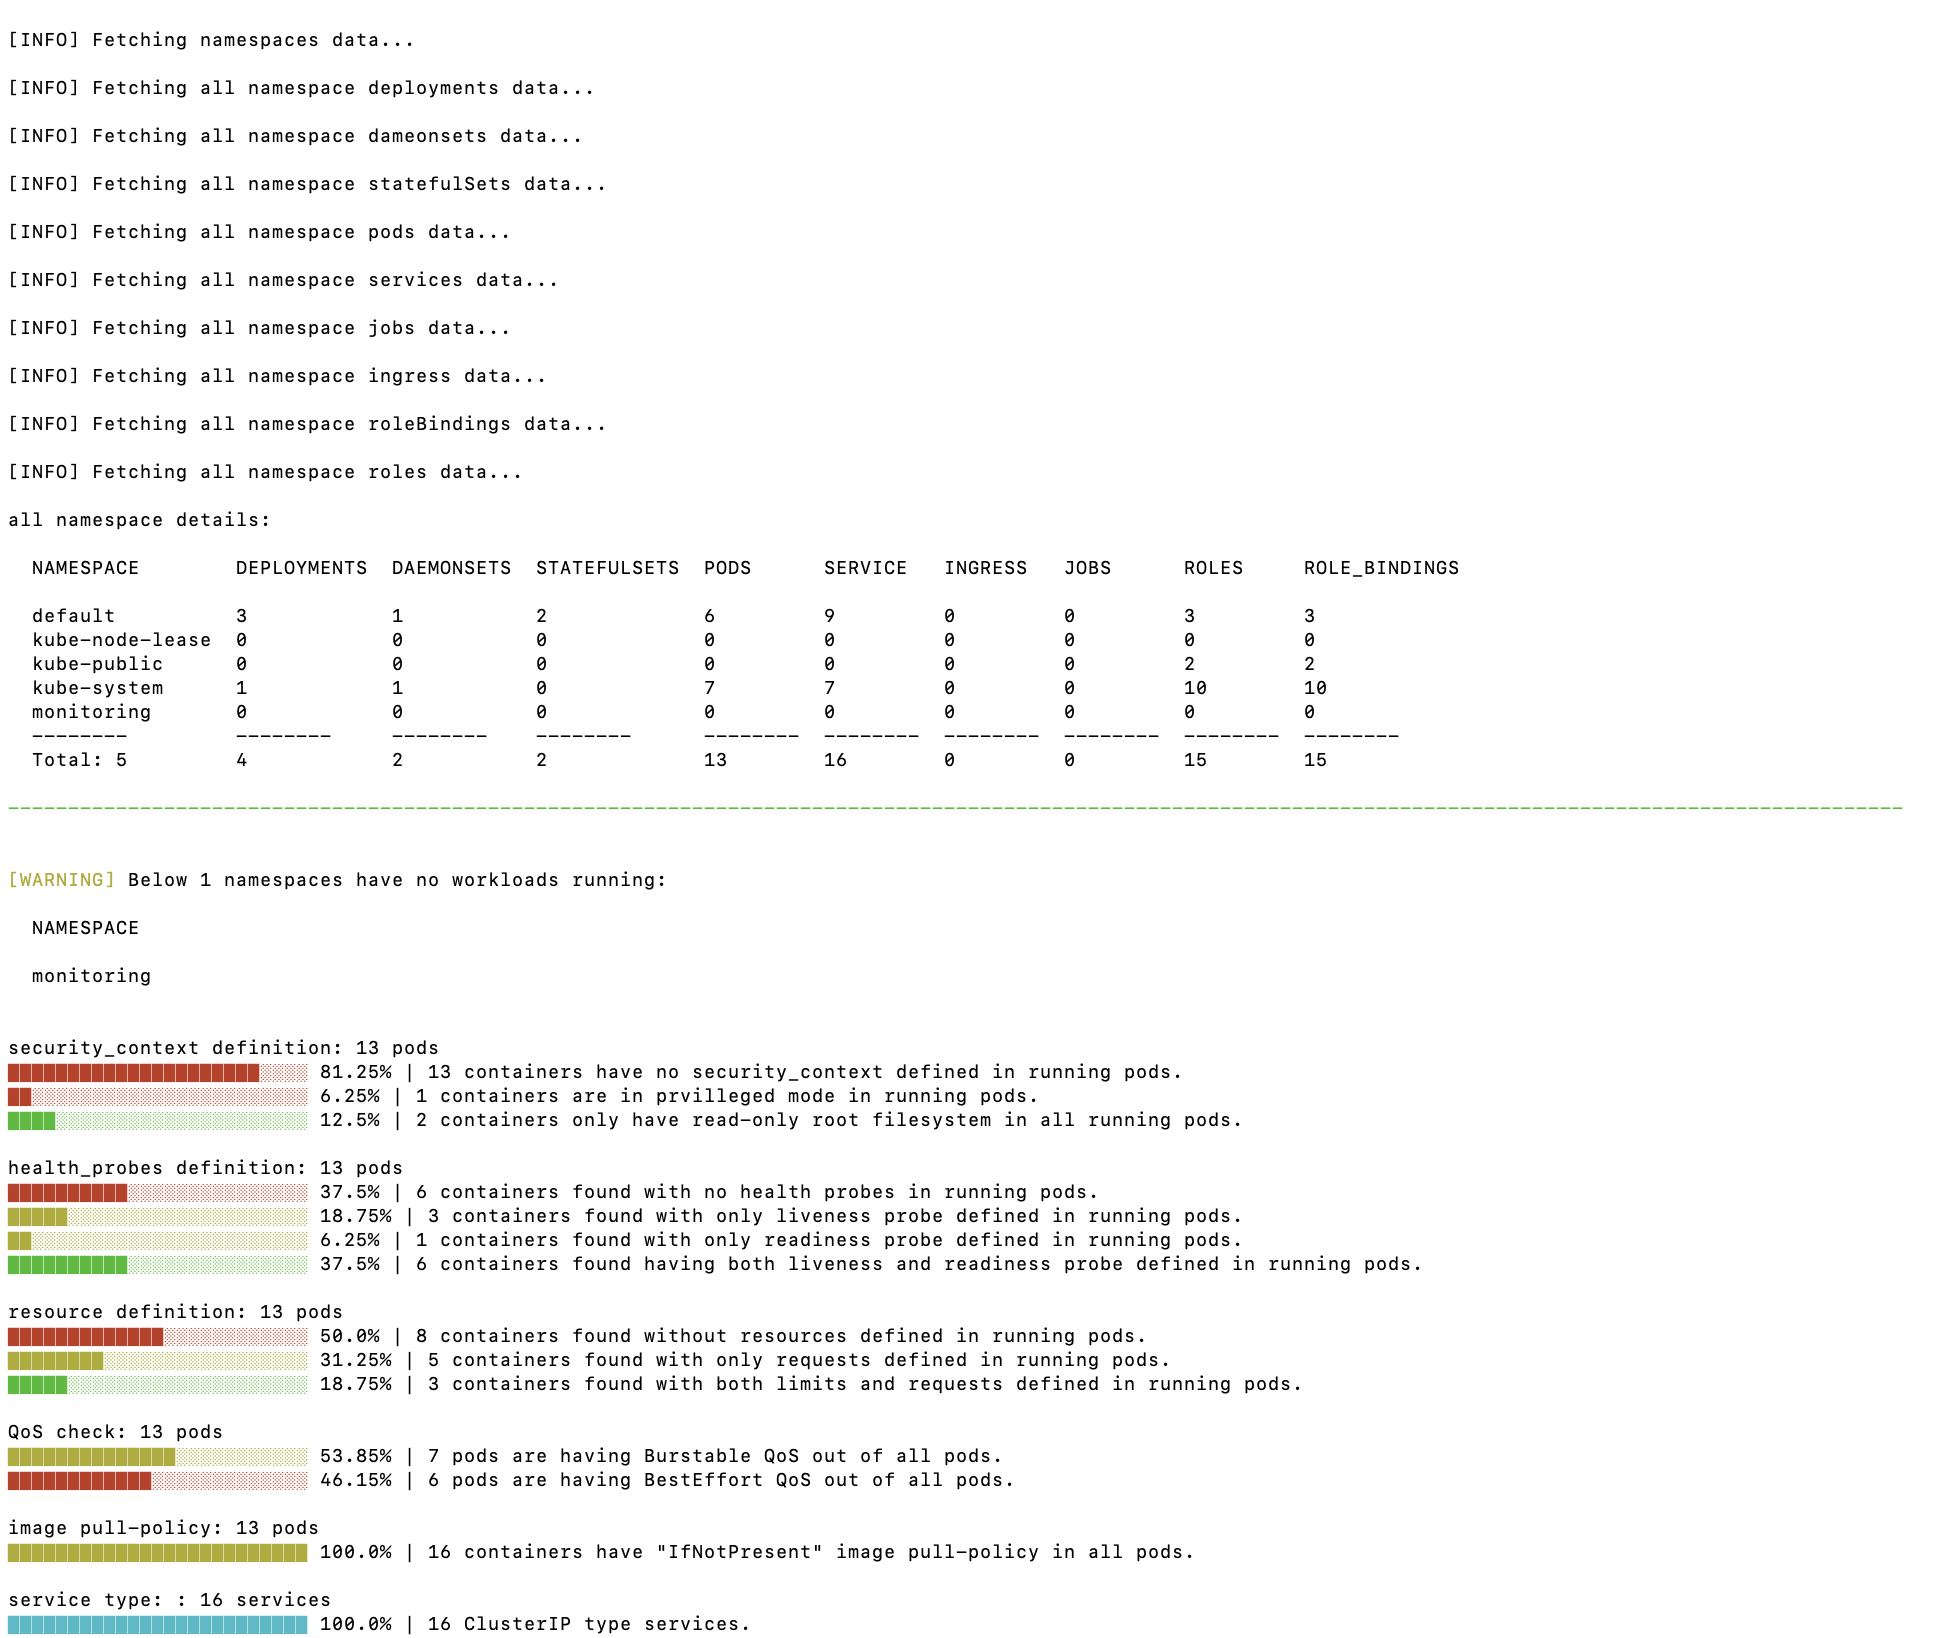 [INFO] Fetching namespaces data...
[INFO] Fetching all namespace deployments data...
[INFO] Fetching all namespace dameonsets data...
[INFO] Fetching all namespace statefulSets data...
[INFO] Fetching all namespace pods data...
[INFO] Fetching all namespace services data...
[INFO] Fetching all namespace jobs data...
[INFO] Fetching all namespace ingress data...
[INFO] Fetching all namespace roleBindings data...
[INFO] Fetching all namespace roles data...
all namespace details:
NAMESPACE DEPLOYMENTS DAEMONSETS STATEFULSETS PODS SERVICE INGRESS JOBS ROLES ROLE_BINDINGS
default 3 1 2 6 9 0 0 3 3
kube-node-lease 0 0 0 0 0 0 0 0 0
kube-public 0 0 0 0 0 0 0 2 2
kube-system 1 1 0 7 7 0 0 10 10
monitoring 0 0 0 0 0 0 0 0 0
-------- -------- -------- -------- -------- -------- -------- -------- -------- --------
Total: 5 4 2 2 13 16 0 0 15 15
[WARNING] Below 1 namespaces have no workloads running:
NAMESPACE
monitoring
security_context definition: 13 pods
81.25% | 13 containers have no security_context defined in running pods.
6.25% | 1 containers are in prvilleged mode in running pods.
12.5% | 2 containers only have read-only root filesystem in all running pods.
health_probes definition: 13 pods
37.5% | 6 containers found with no health probes in running pods.
18.75% | 3 containers found with only liveness probe defined in running pods.
6.25% | 1 containers found with only readiness probe defined in running pods.
37.5% | 6 containers found having both liveness and readiness probe defined in running pods.
resource definition: 13 pods
50.0% | 8 containers found without resources defined in running pods.
31.25% | 5 containers found with only requests defined in running pods.
18.75% | 3 containers found with both limits and requests defined in running pods.
QoS check: 13 pods
53.85% | 7 pods are having Burstable QoS out of all pods.
46.15% | 6 pods are having BestEffort QoS out of all pods.
image pull-policy: 13 pods
100.0% | 16 containers have "IfNotPresent" image pull-policy in all pods.
service type: : 16 services
100.0% | 16 ClusterIP type services.